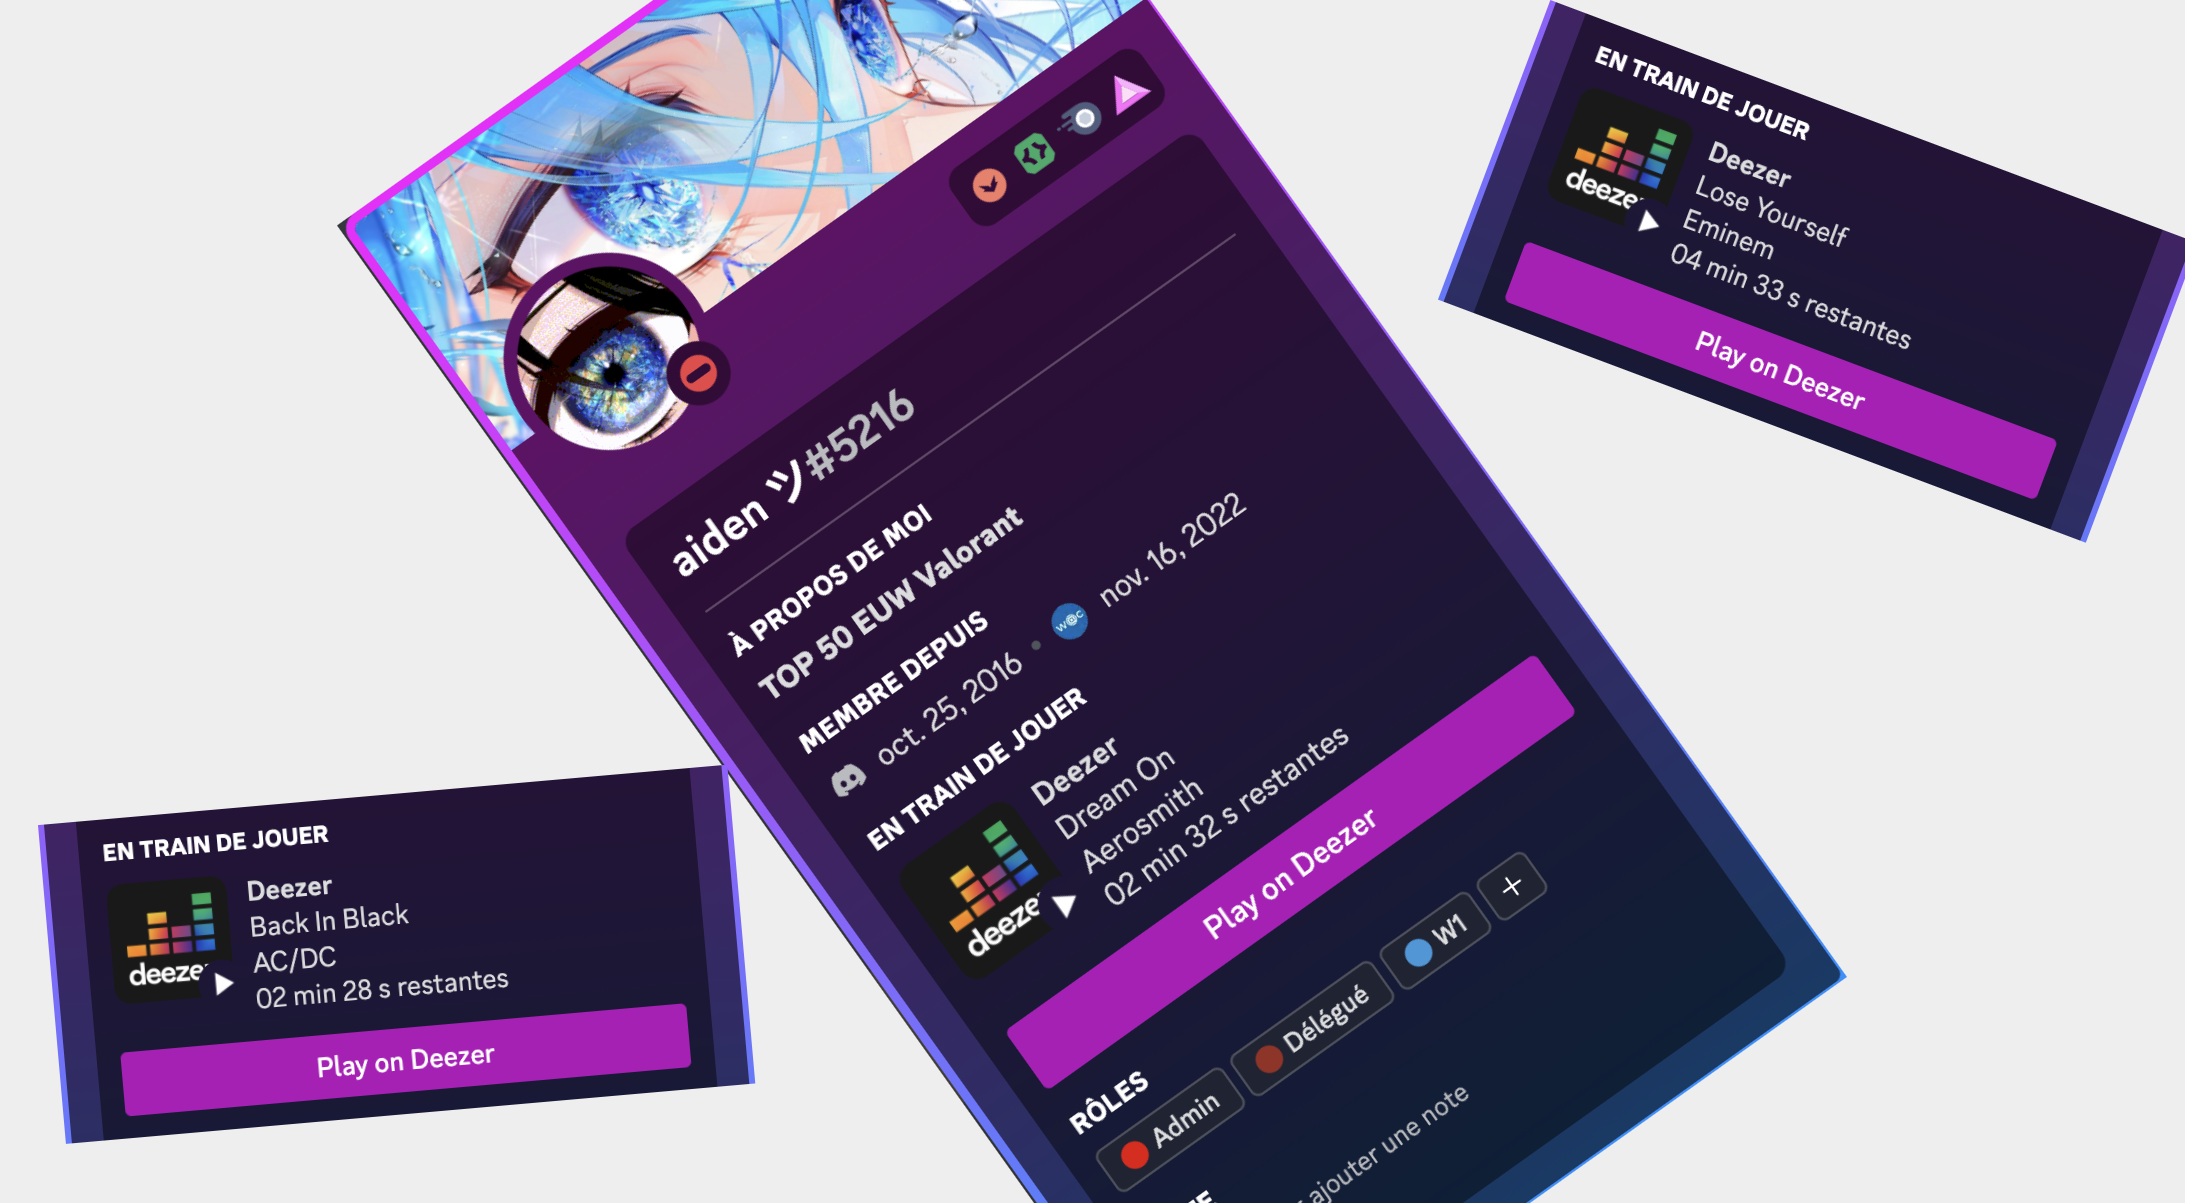 aiden ツ#5216
À PROPOS DE MOI
TOP 50 EUW Valorant
MEMBRE DEPUIS
oct. 25, 2016 • W@C nov. 16, 2022
EN TRAIN DE JOUER
deezer
Deezer
Dream On
Aerosmith
02 min 32 s restantes
Play on Deezer
RÔLES
Admin
Délégué
W1
+
ajouter une note
EN TRAIN DE JOUER
deezer
Deezer
Lose Yourself
Eminem
04 min 33 s restantes
Play on Deezer
EN TRAIN DE JOUER
deezer
Deezer
Back In Black
AC/DC
02 min 28 s restantes
Play on Deezer